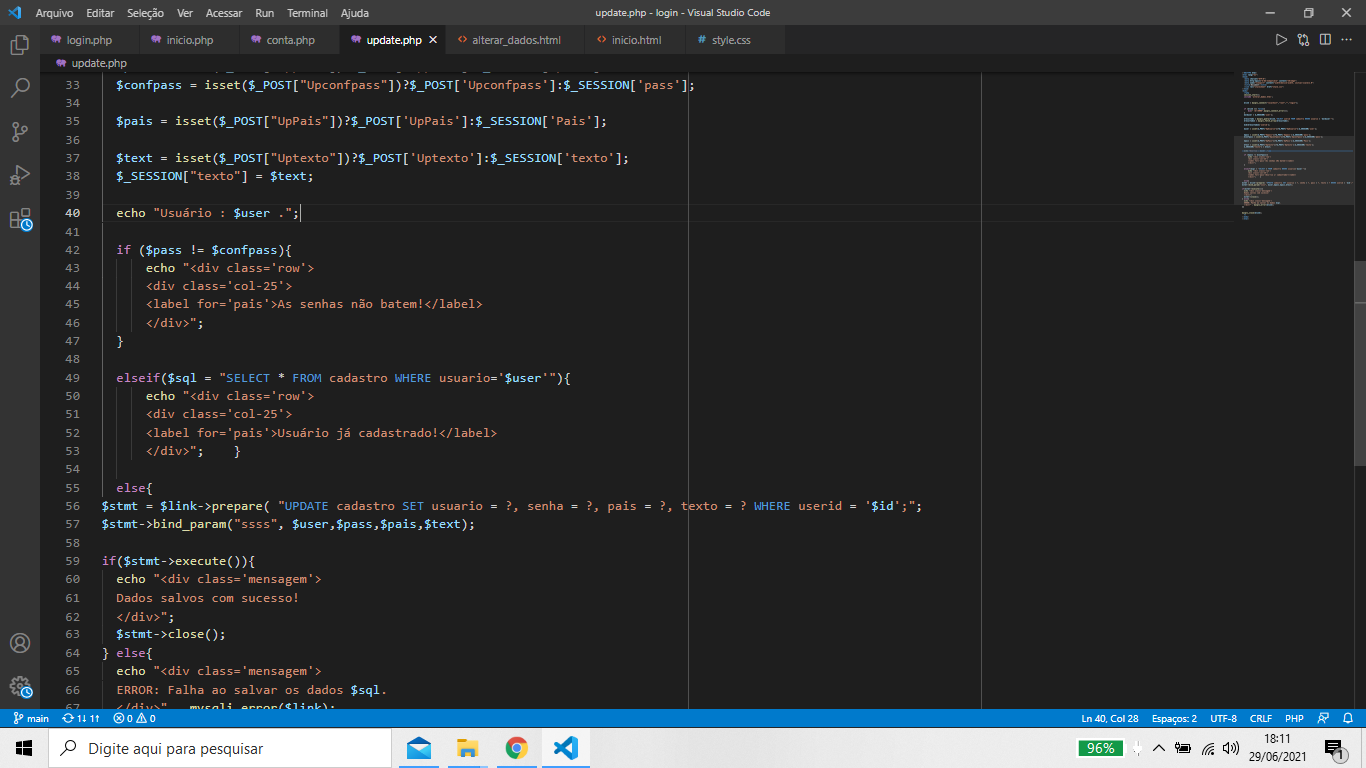 Arquivo Editar Seleção Ver Acessar Run Terminal Ajuda update.php - login - Visual Studio Code
login.php inicio.php conta.php update.php alterar_dados.html inicio.html style.css
update.php
33 $confpass = isset($_POST["Upconfpass"])?$_POST['Upconfpass']:$_SESSION['pass'];
34
35 $pais = isset($_POST["UpPais"])?$_POST['UpPais']:$_SESSION['Pais'];
36
37 $text = isset($_POST["Uptexto"])?$_POST['Uptexto']:$_SESSION['texto'];
38 $_SESSION["texto"] = $text;
39
40 echo "Usuário : $user .";
41
42 if ($pass != $confpass){
43 echo "<div class='row'>
44 <div class='col-25'>
45 <label for='pais'>As senhas não batem!</label>
46 </div>";
47 }
48
49 elseif($sql = "SELECT * FROM cadastro WHERE usuario='$user'"){
50 echo "<div class='row'>
51 <div class='col-25'>
52 <label for='pais'>Usuário já cadastrado!</label>
53 </div>"; }
54
55 else{
56 $stmt = $link->prepare( "UPDATE cadastro SET usuario = ?, senha = ?, pais = ?, texto = ? WHERE userid = '$id';";
57 $stmt->bind_param("ssss", $user,$pass,$pais,$text);
58
59 if($stmt->execute()){
60 echo "<div class='mensagem'>
61 Dados salvos com sucesso!
62 </div>";
63 $stmt->close();
64 } else{
65 echo "<div class='mensagem'>
66 ERROR: Falha ao salvar os dados $sql.
67 </div>" . mysqli_error($link);
main 1↓ 1↑ 0 0 Ln 40, Col 28 Espaços: 2 UTF-8 CRLF PHP
Digite aqui para pesquisar 96% 18:11
29/06/2021 1